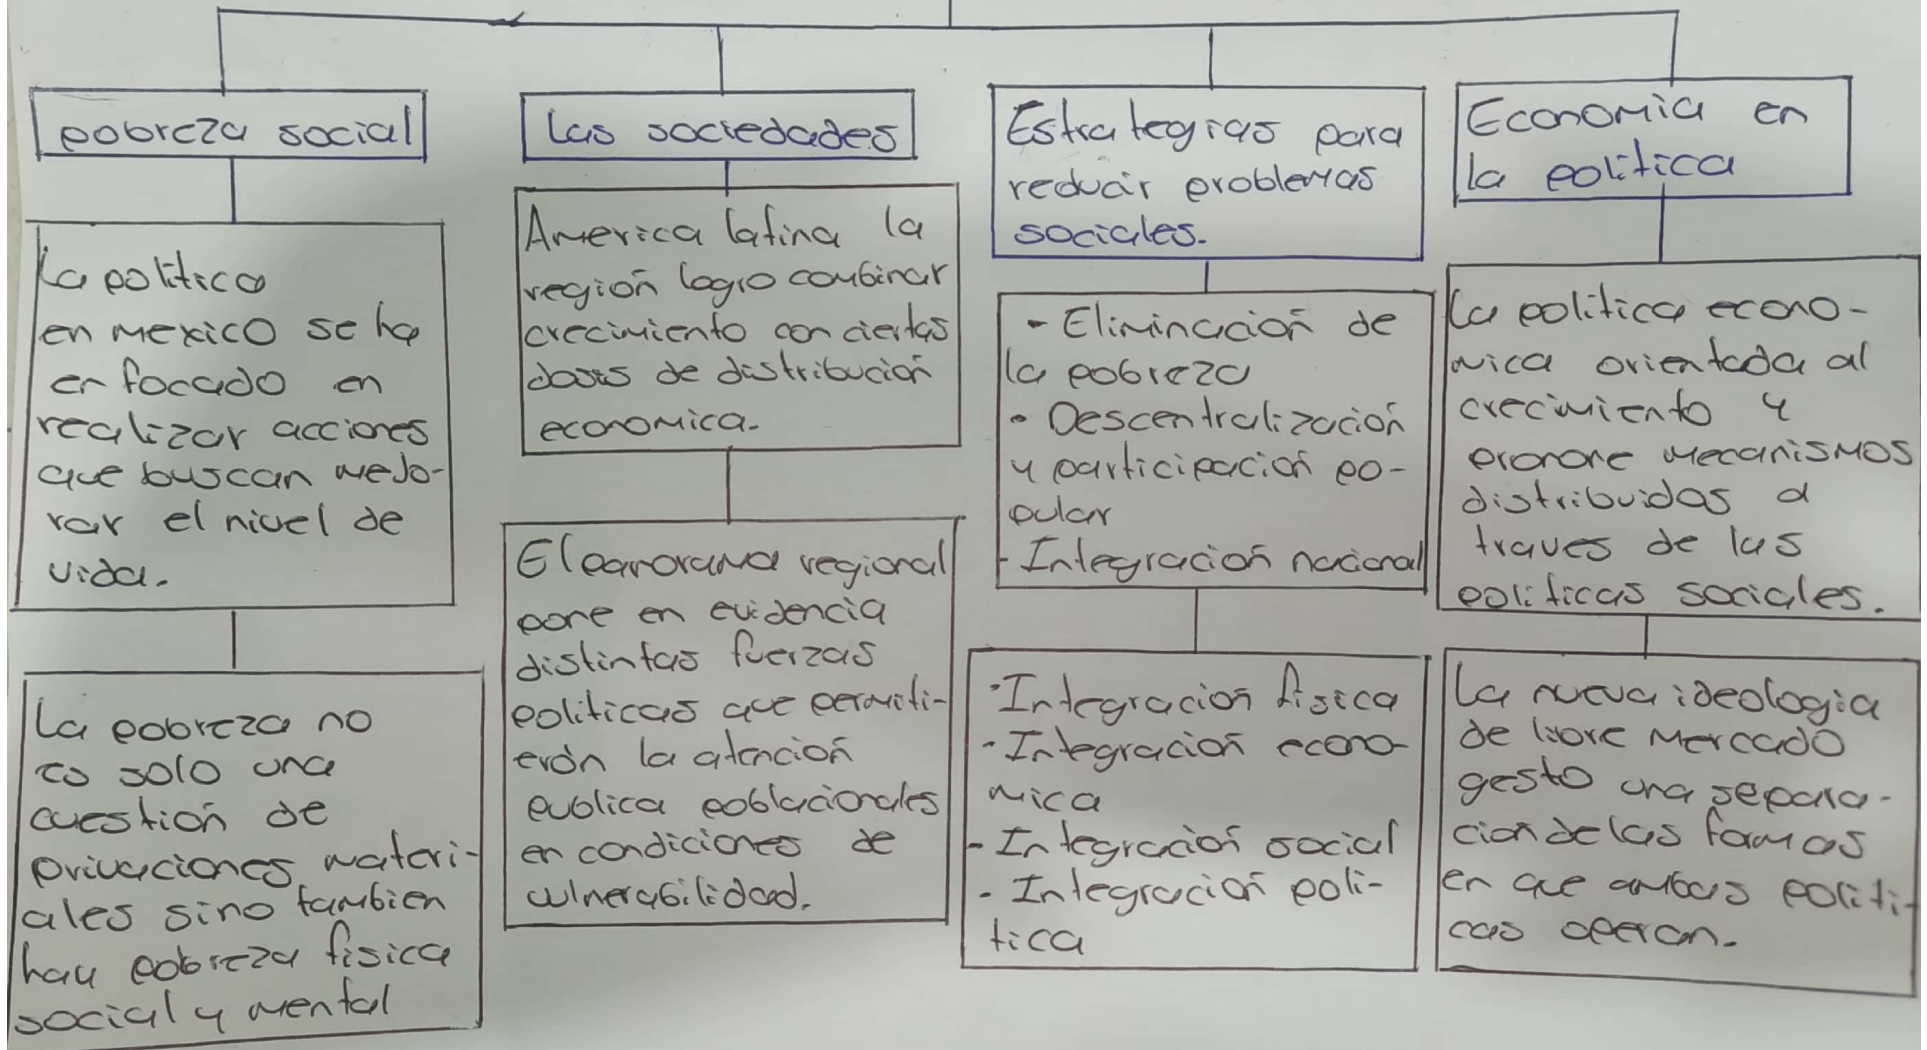 pobreza social
La politica
en mexico se ha
enfocado en
realizar acciones
que buscan mejo-
rar el nivel de
vida.
La pobreza no
es solo una
cuestión de
privaciones materi-
ales sino tambien
hay pobreza fisica
social y mental
Las sociedades
America latina la
región logro combinar
crecimiento con ciertas
dosis de distribución
economica.
El panorama regional
pone en evidencia
distintas fuerzas
politicas que permiti-
erón la atención
publica poblacionales
en condiciones de
vulnerabilidad.
Estrategias para
reducir problemas
sociales.
- Eliminación de
la pobreza
• Descentralización
y participación po-
pular
- Integración nacional
• Integración fisica
- Integración econo-
mica
- Integración social
- Integración poli-
tica
Economia en
la politica
La politica econo-
mica orientada al
crecimiento y
pronone mecanismos
distribuidos a
traves de las
politicas sociales.
La nueva ideologia
de libre mercado
gesto una separa-
ción de las formas
en que ambas politi-
cas operan.